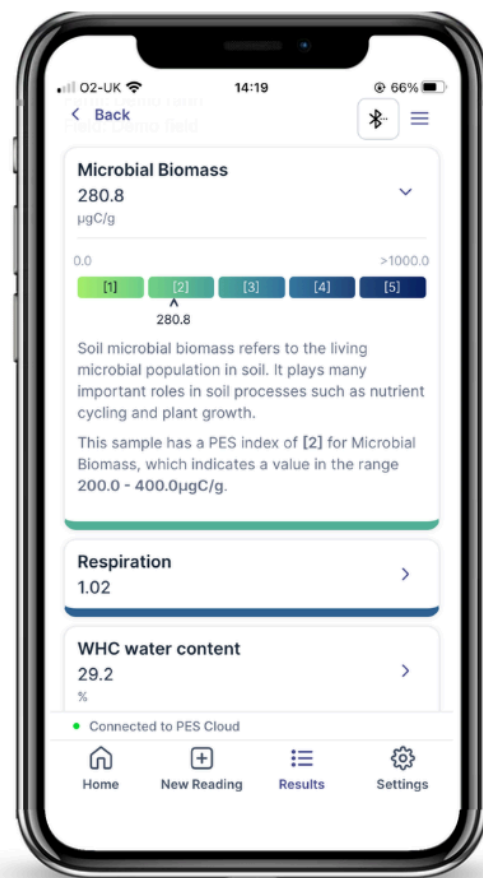 O2-UK 14:19 66%
Back
Microbial Biomass
280.8
µgC/g
0.0 >1000.0
[1] [2] [3] [4] [5]
280.8
Soil microbial biomass refers to the living
microbial population in soil. It plays many
important roles in soil processes such as nutrient
cycling and plant growth.
This sample has a PES index of [2] for Microbial
Biomass, which indicates a value in the range
200.0 - 400.0µgC/g.
Respiration
1.02
WHC water content
29.2
%
Connected to PES Cloud
Home New Reading Results Settings